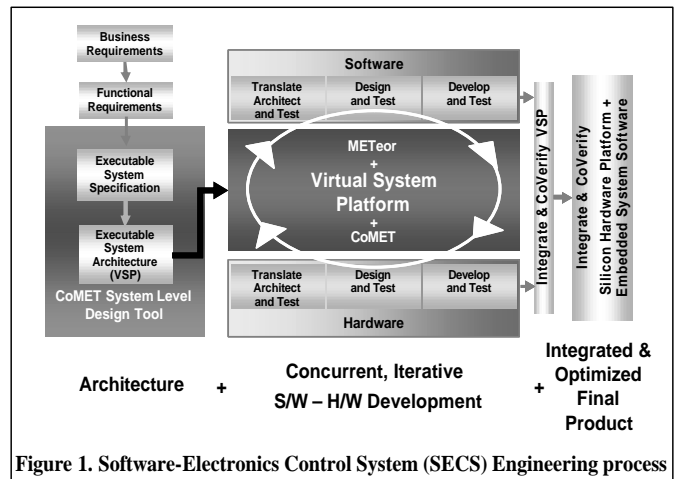 Business
Requirements
Functional
Requirements
Executable
System
Specification
Executable
System
Architecture
(VSP)
CoMET System Level
Design Tool
Software
Translate
Architect
and Test
Design
and Test
Develop
and Test
METeor
+
Virtual System
Platform
+
CoMET
Translate
Architect
and Test
Design
and Test
Develop
and Test
Hardware
Integrate & CoVerify VSP
Integrate & CoVerify
Silicon Hardware Platform +
Embedded System Software
Architecture
+
Concurrent, Iterative
S/W – H/W Development
+
Integrated &
Optimized
Final
Product
Figure 1. Software-Electronics Control System (SECS) Engineering process